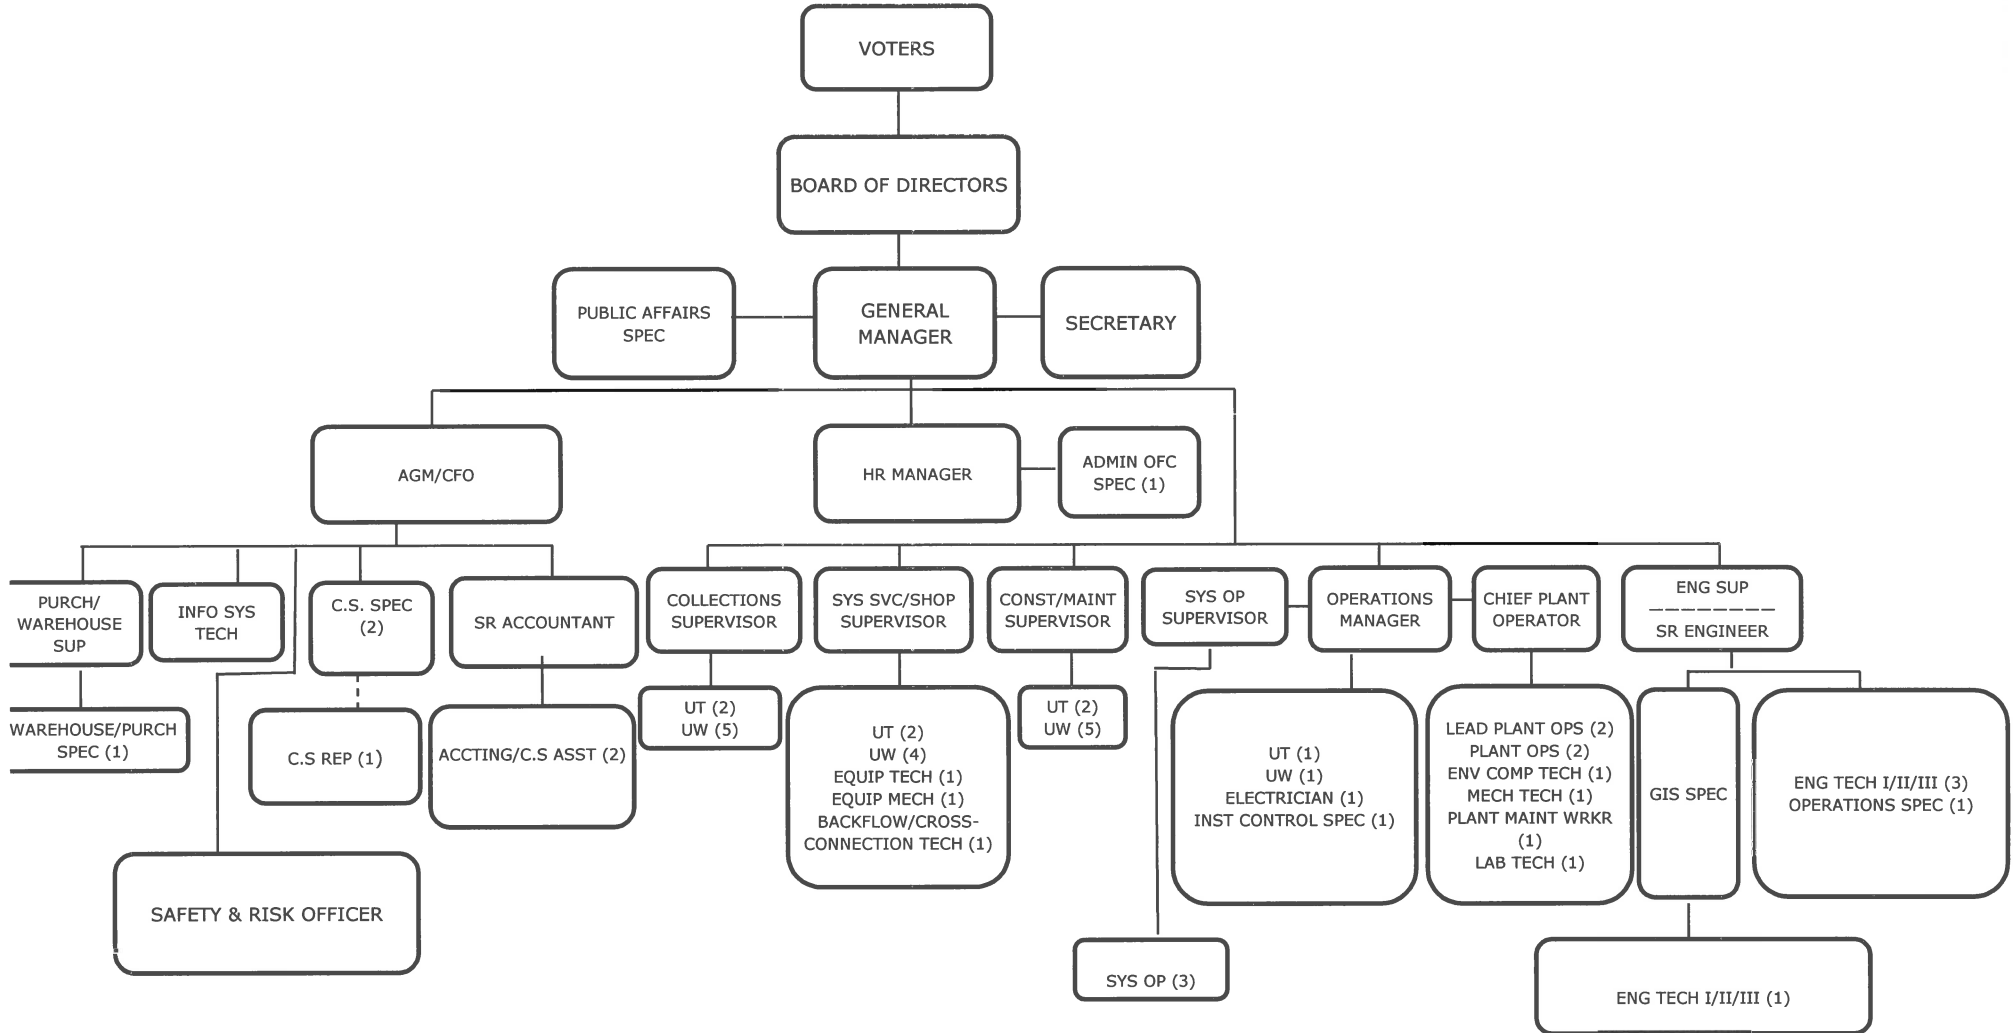 VOTERS
BOARD OF DIRECTORS
PUBLIC AFFAIRS
SPEC
GENERAL
MANAGER
SECRETARY
AGM/CFO
HR MANAGER
ADMIN OFC
SPEC (1)
PURCH/
WAREHOUSE
SUP
INFO SYS
TECH
C.S. SPEC
(2)
SR ACCOUNTANT
COLLECTIONS
SUPERVISOR
SYS SVC/SHOP
SUPERVISOR
CONST/MAINT
SUPERVISOR
SYS OP
SUPERVISOR
OPERATIONS
MANAGER
CHIEF PLANT
OPERATOR
ENG SUP
_________
SR ENGINEER
WAREHOUSE/PURCH
SPEC (1)
C.S REP (1)
ACCTING/C.S ASST (2)
UT (2)
UW (5)
UT (2)
UW (4)
EQUIP TECH (1)
EQUIP MECH (1)
BACKFLOW/CROSS-
CONNECTION TECH (1)
UT (2)
UW (5)
UT (1)
UW (1)
ELECTRICIAN (1)
INST CONTROL SPEC (1)
LEAD PLANT OPS (2)
PLANT OPS (2)
ENV COMP TECH (1)
MECH TECH (1)
PLANT MAINT WRKR
(1)
LAB TECH (1)
GIS SPEC
ENG TECH I/II/III (3)
OPERATIONS SPEC (1)
SAFETY & RISK OFFICER
SYS OP (3)
ENG TECH I/II/III (1)